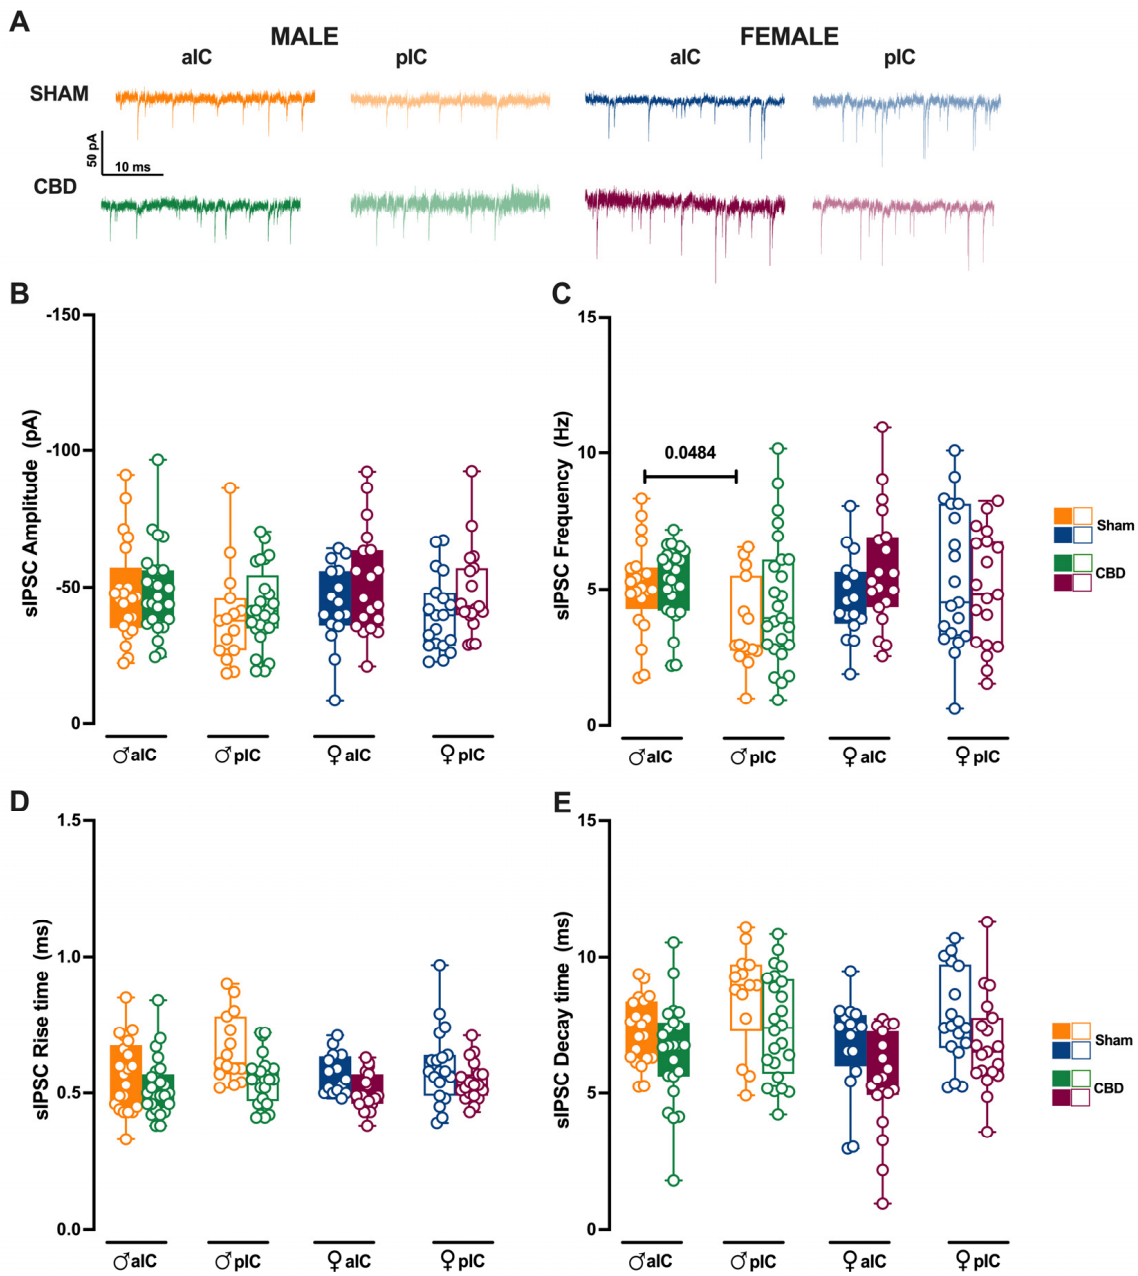 A
MALE
FEMALE
aIC
pIC
aIC
pIC
SHAM
50 pA
10 ms
CBD
B
sIPSC Amplitude (pA)
-150
-100
-50
0
♂aIC
♂pIC
♀aIC
♀pIC
C
sIPSC Frequency (Hz)
15
10
5
0
0.0484
♂aIC
♂pIC
♀aIC
♀pIC
Sham
CBD
D
sIPSC Rise time (ms)
1.5
1.0
0.5
0.0
♂aIC
♂pIC
♀aIC
♀pIC
E
sIPSC Decay time (ms)
15
10
5
0
♂aIC
♂pIC
♀aIC
♀pIC
Sham
CBD